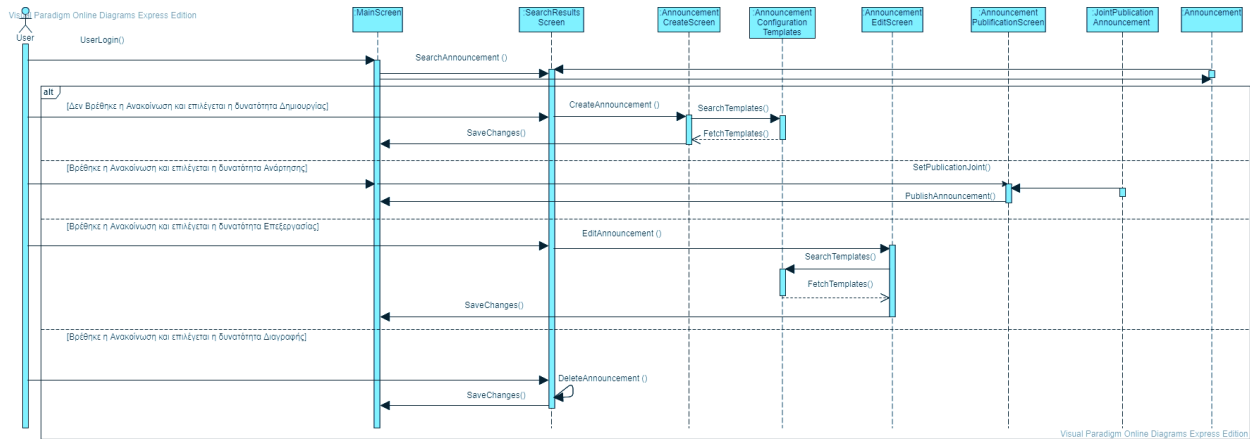 Visual Paradigm Online Diagrams Express Edition
User
:MainScreen
:SearchResults
Screen
:Announcement
CreateScreen
:Announcement
Configuration
Templates
:Announcement
EditScreen
:Announcement
PublificationScreen
:JointPublication
Announcement
:Announcement
UserLogin()
SearchAnnouncement ()
alt
[Δεν Βρέθηκε η Ανακοίνωση και επιλέγεται η δυνατότητα Δημιουργίας]
CreateAnnouncement ()
SearchTemplates()
SaveChanges()
FetchTemplates()
[Βρέθηκε η Ανακοίνωση και επιλέγεται η δυνατότητα Ανάρτησης]
SetPublicationJoint()
PublishAnnouncement()
[Βρέθηκε η Ανακοίνωση και επιλέγεται η δυνατότητα Επεξεργασίας]
EditAnnouncement ()
SearchTemplates()
FetchTemplates()
SaveChanges()
[Βρέθηκε η Ανακοίνωση και επιλέγεται η δυνατότητα Διαγραφής]
DeleteAnnouncement ()
SaveChanges()
Visual Paradigm Online Diagrams Express Edition